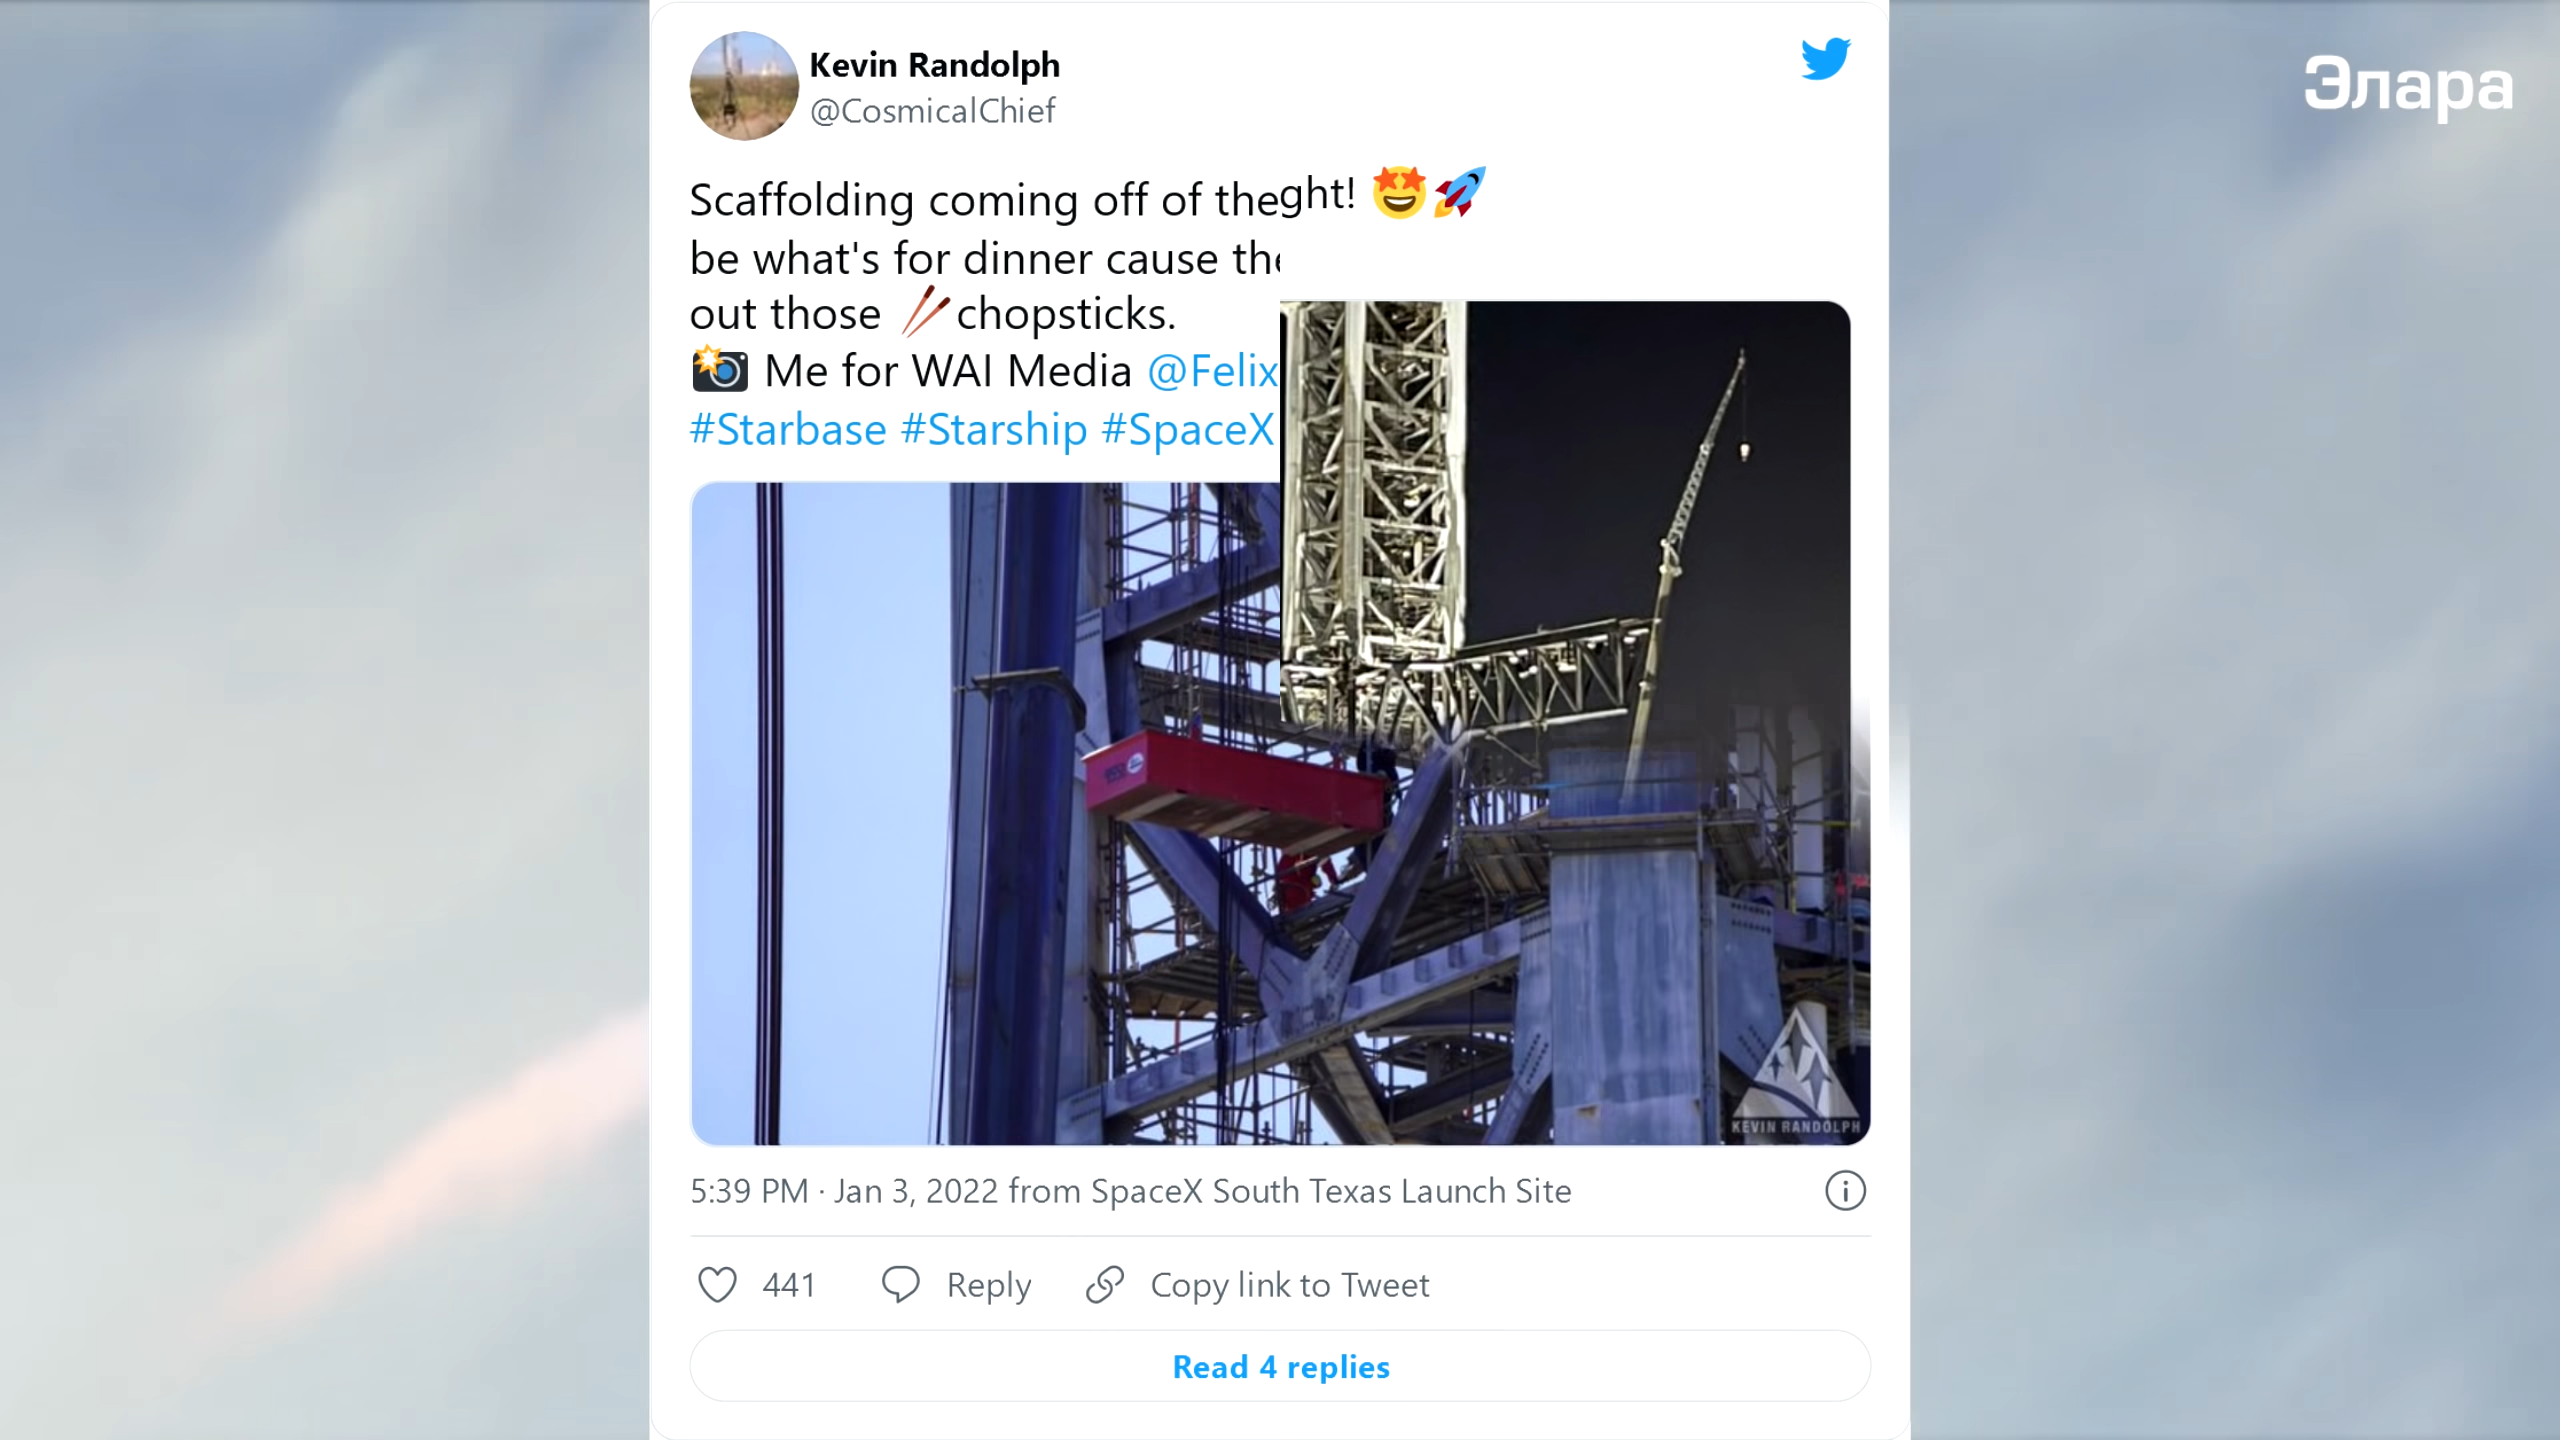 Kevin Randolph
@CosmicalChief
Элара
Scaffolding coming off of the
ght! 🤩🚀
be what's for dinner cause
out those 🥢chopsticks.
📸 Me for WAI Media @Felix
#Starbase #Starship #SpaceX
KEVIN RANDOLPH
5:39 PM · Jan 3, 2022 from SpaceX South Texas Launch Site
441
Reply
Copy link to Tweet
Read 4 replies